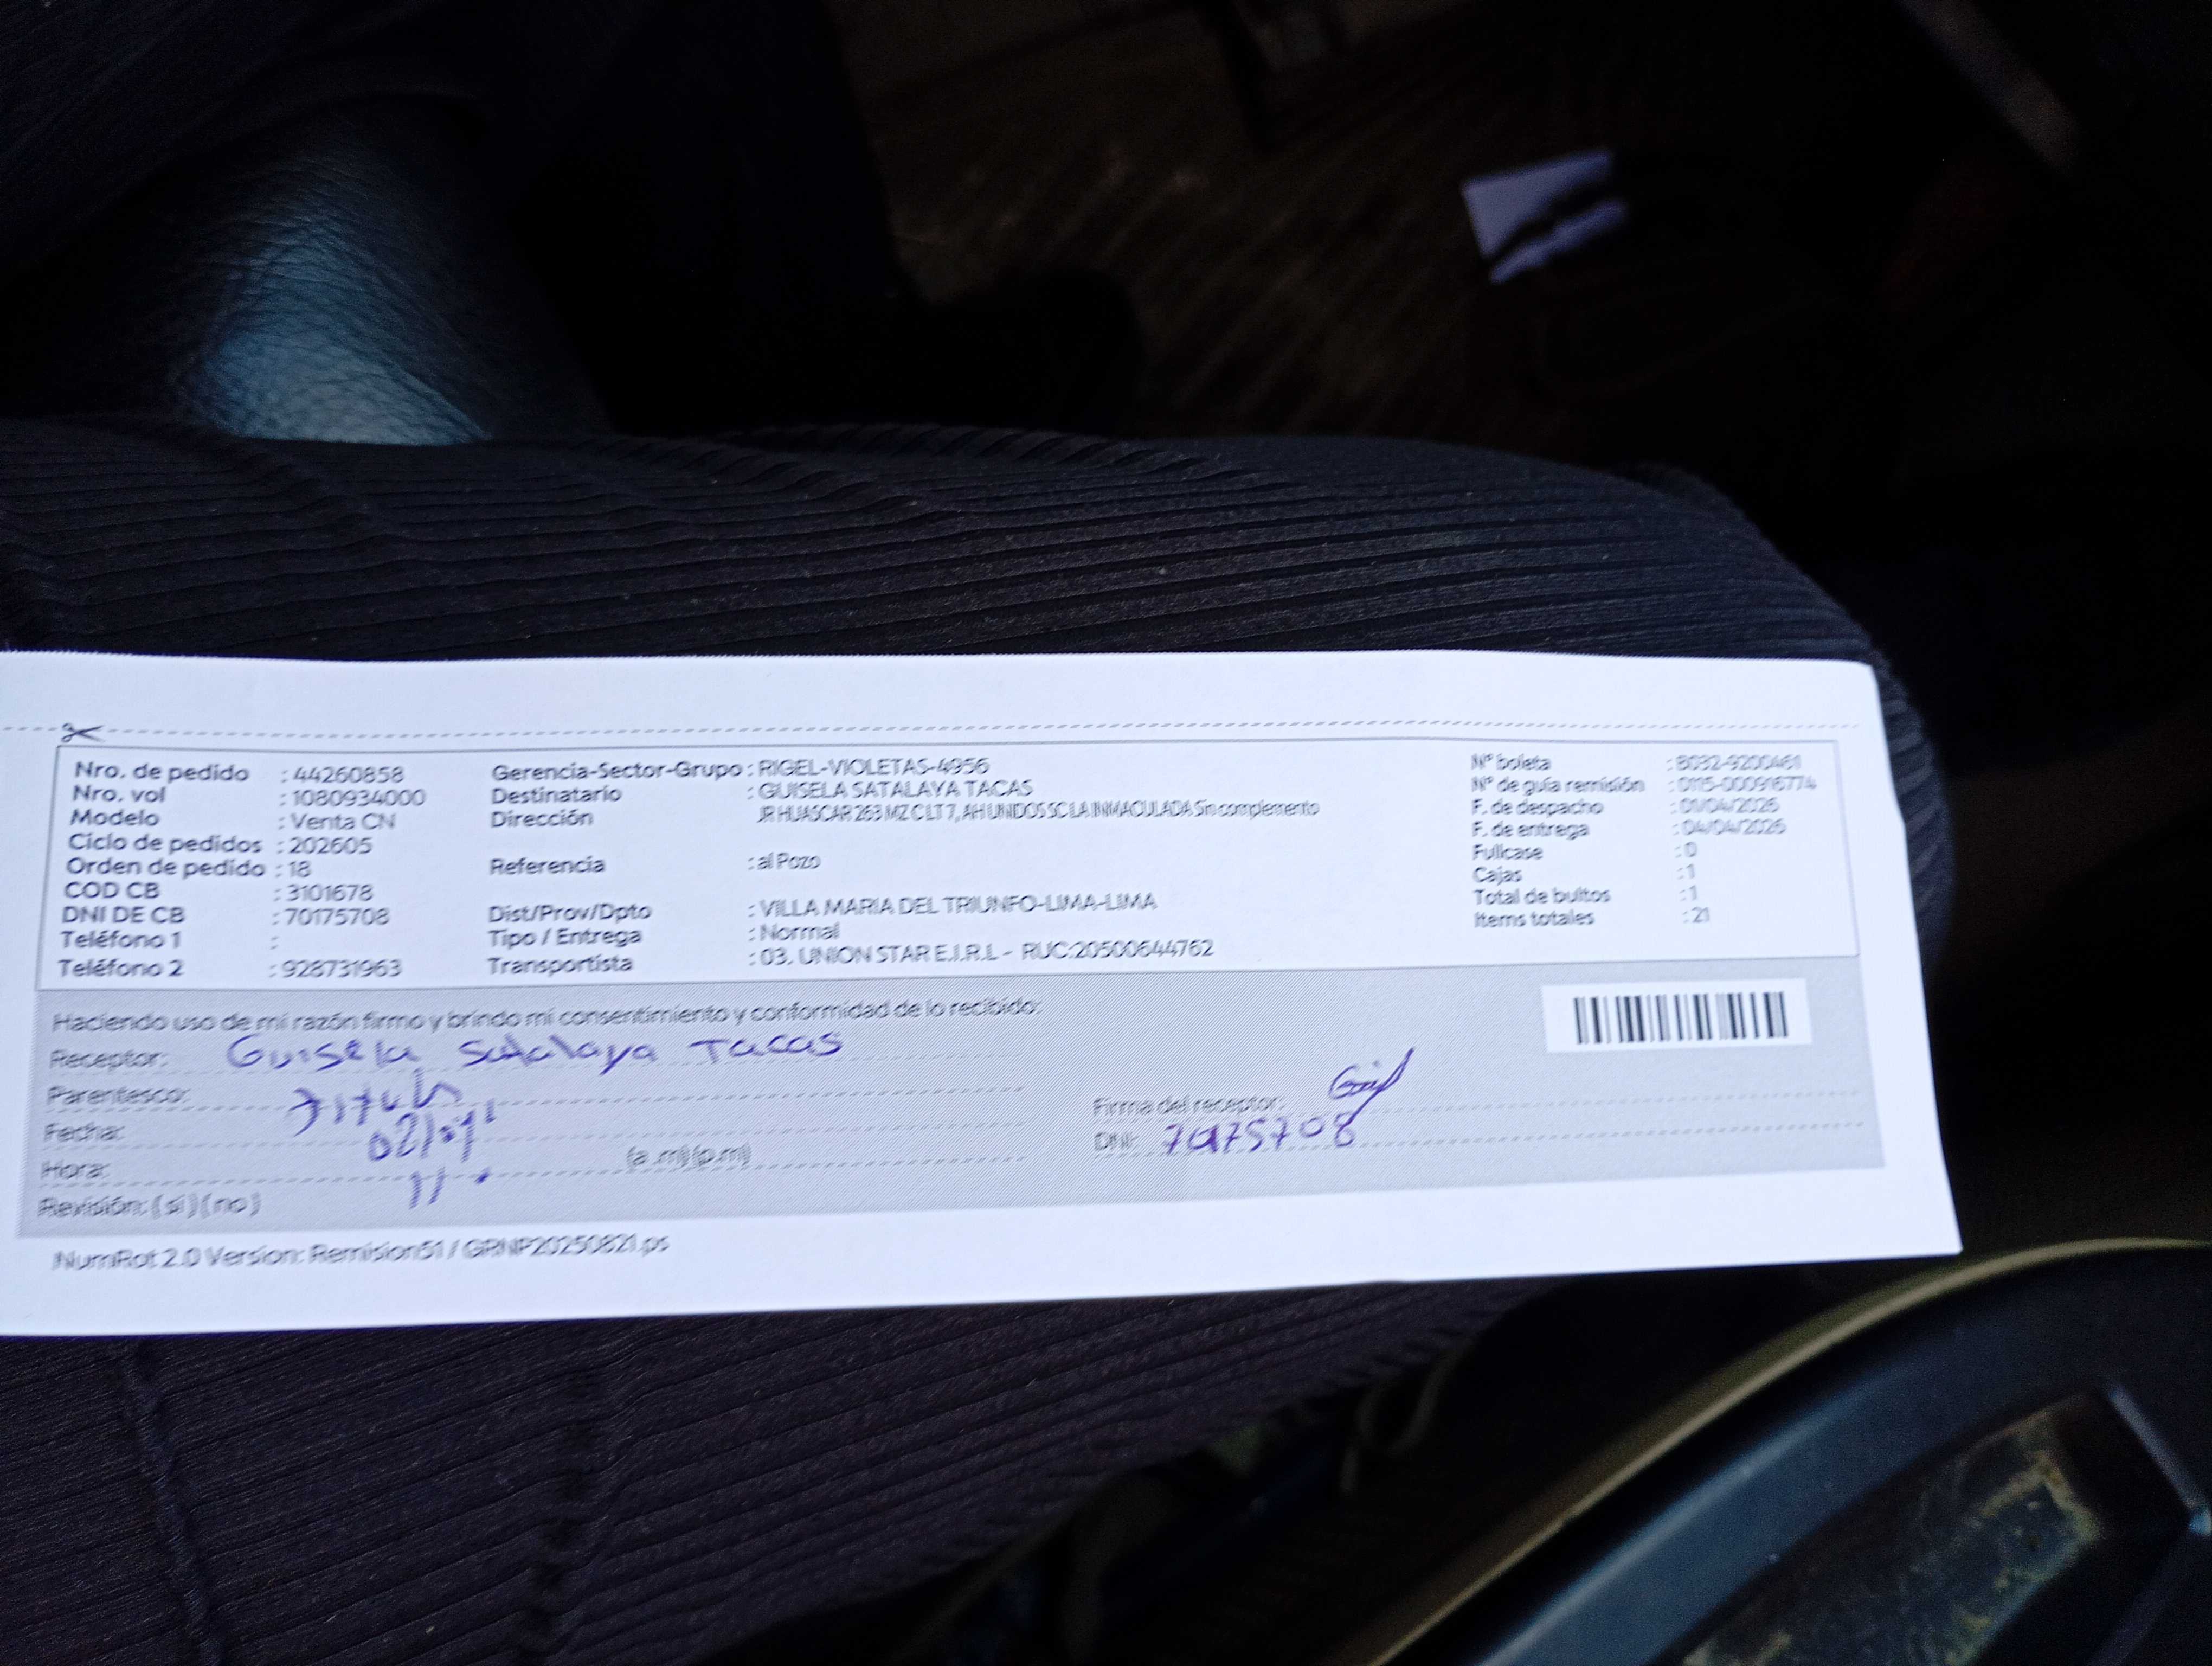 Nro. de pedido : 44260858
Nro. vol : 1080934000
Modelo : Venta CN
Ciclo de pedidos : 202605
Orden de pedido : 18
COD CB : 3101678
DNI DE CB : 70175708
Teléfono 1 :
Teléfono 2 : 928731963
Gerencia-Sector-Grupo : RIGEL-VIOLETAS-4956
Destinatario : GUISELA SATALAYA TACAS
Dirección JR HUASCAR 263 MZ C LT 7, AH UNIDOS SC LA INMACULADA Sin complemento
Referencia : al Pozo
Dist/Prov/Dpto : VILLA MARIA DEL TRIUNFO-LIMA-LIMA
Tipo / Entrega : Normal
Transportista : 03. UNION STAR E.I.R.L - RUC:20500644762
Nº boleta : B032-9200461
Nº de guía remisión : 0115-000916774
F. de despacho : 01/04/2026
F. de entrega : 04/04/2026
Fullcase : 0
Cajas : 1
Total de bultos : 1
Items totales : 21
Haciendo uso de mi razón firmo y brindo mi consentimiento y conformidad de lo recibido:
Receptor: Guisela Satalaya Tacas
Parentesco:
Fecha:
Hora: (a .m) (p.m)
Revisión: ( si ) ( no )
Firma del receptor:
DNI: 70175708
NumRot 2.0 Version: Remision51 / GRNP20250821.ps